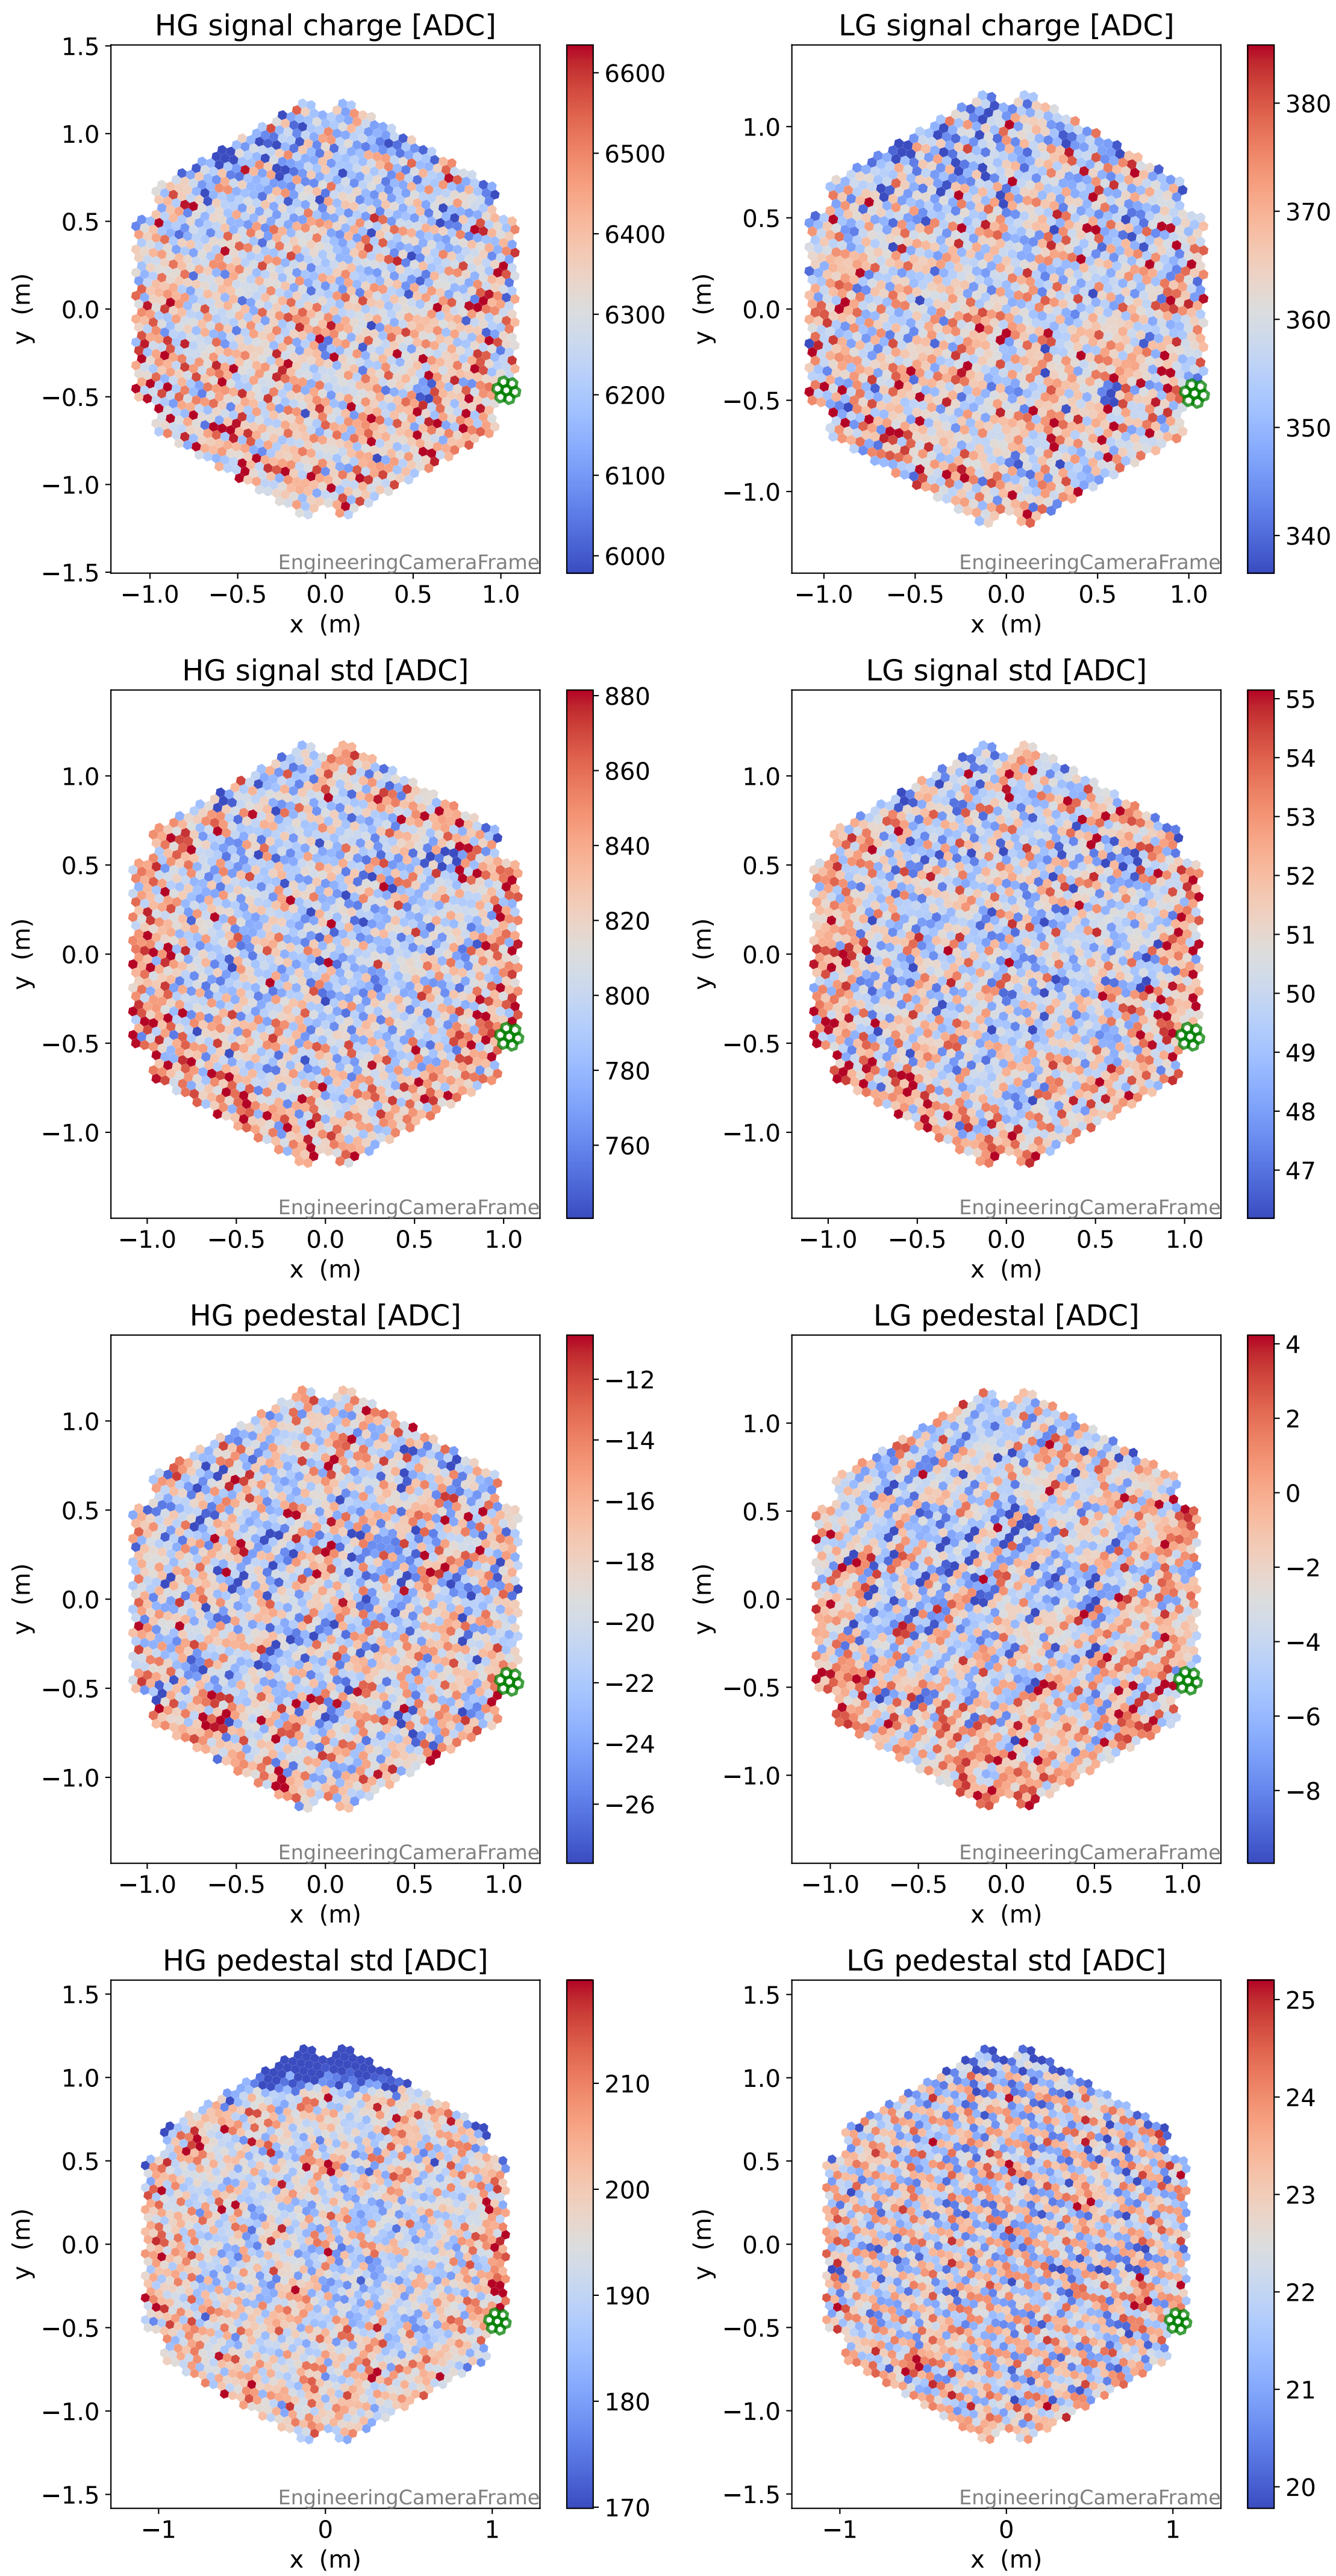 HG signal charge [ADC]
1.5
1.0
0.5
0.0
−0.5
−1.0
−1.5
y (m)
−1.0 −0.5 0.0 0.5 1.0
x (m)
EngineeringCameraFrame
6600
6500
6400
6300
6200
6100
6000
LG signal charge [ADC]
1.0
0.5
0.0
−0.5
−1.0
y (m)
−1.0 −0.5 0.0 0.5 1.0
x (m)
EngineeringCameraFrame
380
370
360
350
340
HG signal std [ADC]
1.0
0.5
0.0
−0.5
−1.0
y (m)
−1.0 −0.5 0.0 0.5 1.0
x (m)
EngineeringCameraFrame
880
860
840
820
800
780
760
LG signal std [ADC]
1.0
0.5
0.0
−0.5
−1.0
y (m)
−1.0 −0.5 0.0 0.5 1.0
x (m)
EngineeringCameraFrame
55
54
53
52
51
50
49
48
47
HG pedestal [ADC]
1.0
0.5
0.0
−0.5
−1.0
y (m)
−1.0 −0.5 0.0 0.5 1.0
x (m)
EngineeringCameraFrame
−12
−14
−16
−18
−20
−22
−24
−26
LG pedestal [ADC]
1.0
0.5
0.0
−0.5
−1.0
y (m)
−1.0 −0.5 0.0 0.5 1.0
x (m)
EngineeringCameraFrame
4
2
0
−2
−4
−6
−8
HG pedestal std [ADC]
1.5
1.0
0.5
0.0
−0.5
−1.0
−1.5
y (m)
−1 0 1
x (m)
EngineeringCameraFrame
210
200
190
180
170
LG pedestal std [ADC]
1.5
1.0
0.5
0.0
−0.5
−1.0
−1.5
y (m)
−1 0 1
x (m)
EngineeringCameraFrame
25
24
23
22
21
20